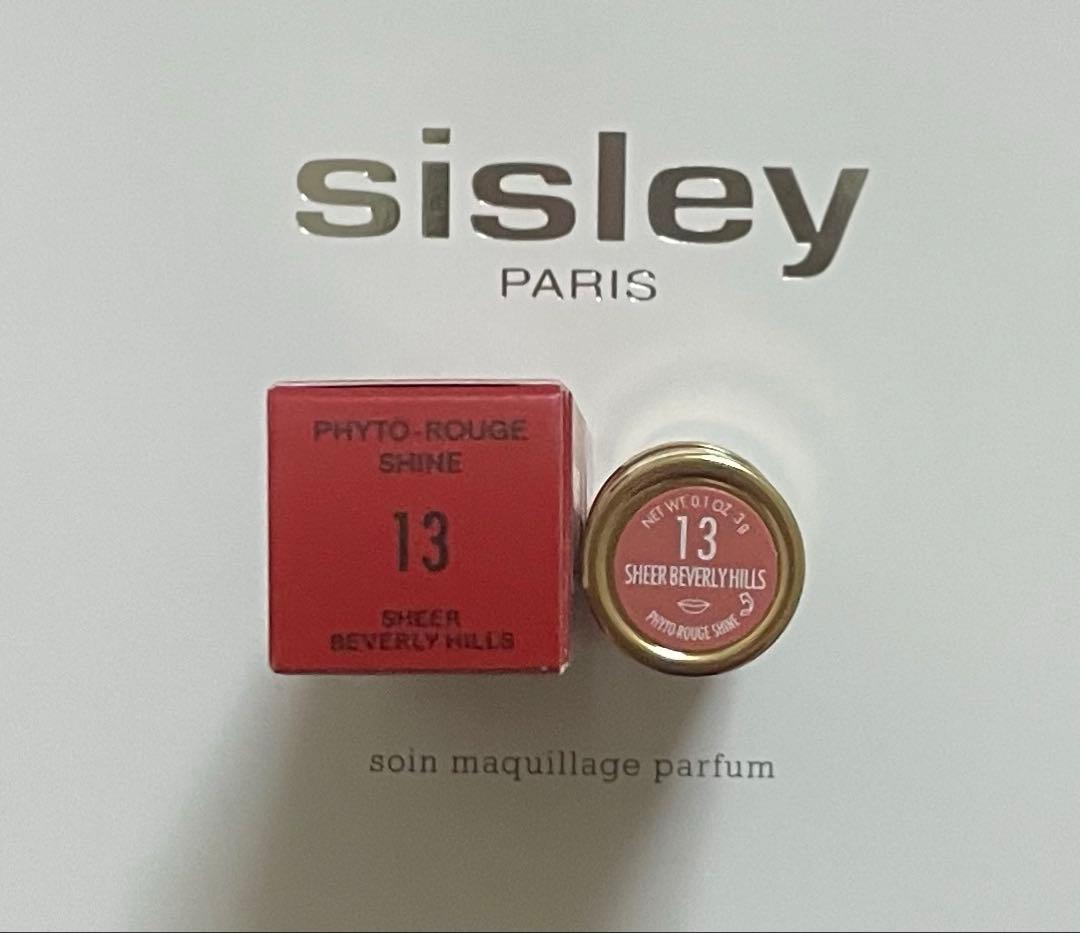 sisley
PARIS
PHYTO-ROUGE
SHINE
13
SHEER
BEVERLY HILLS
NET WT. 0.1 OZ 3 g
13
SHEER BEVERLY HILLS
PHYTO ROUGE SHINE
soin maquillage parfum